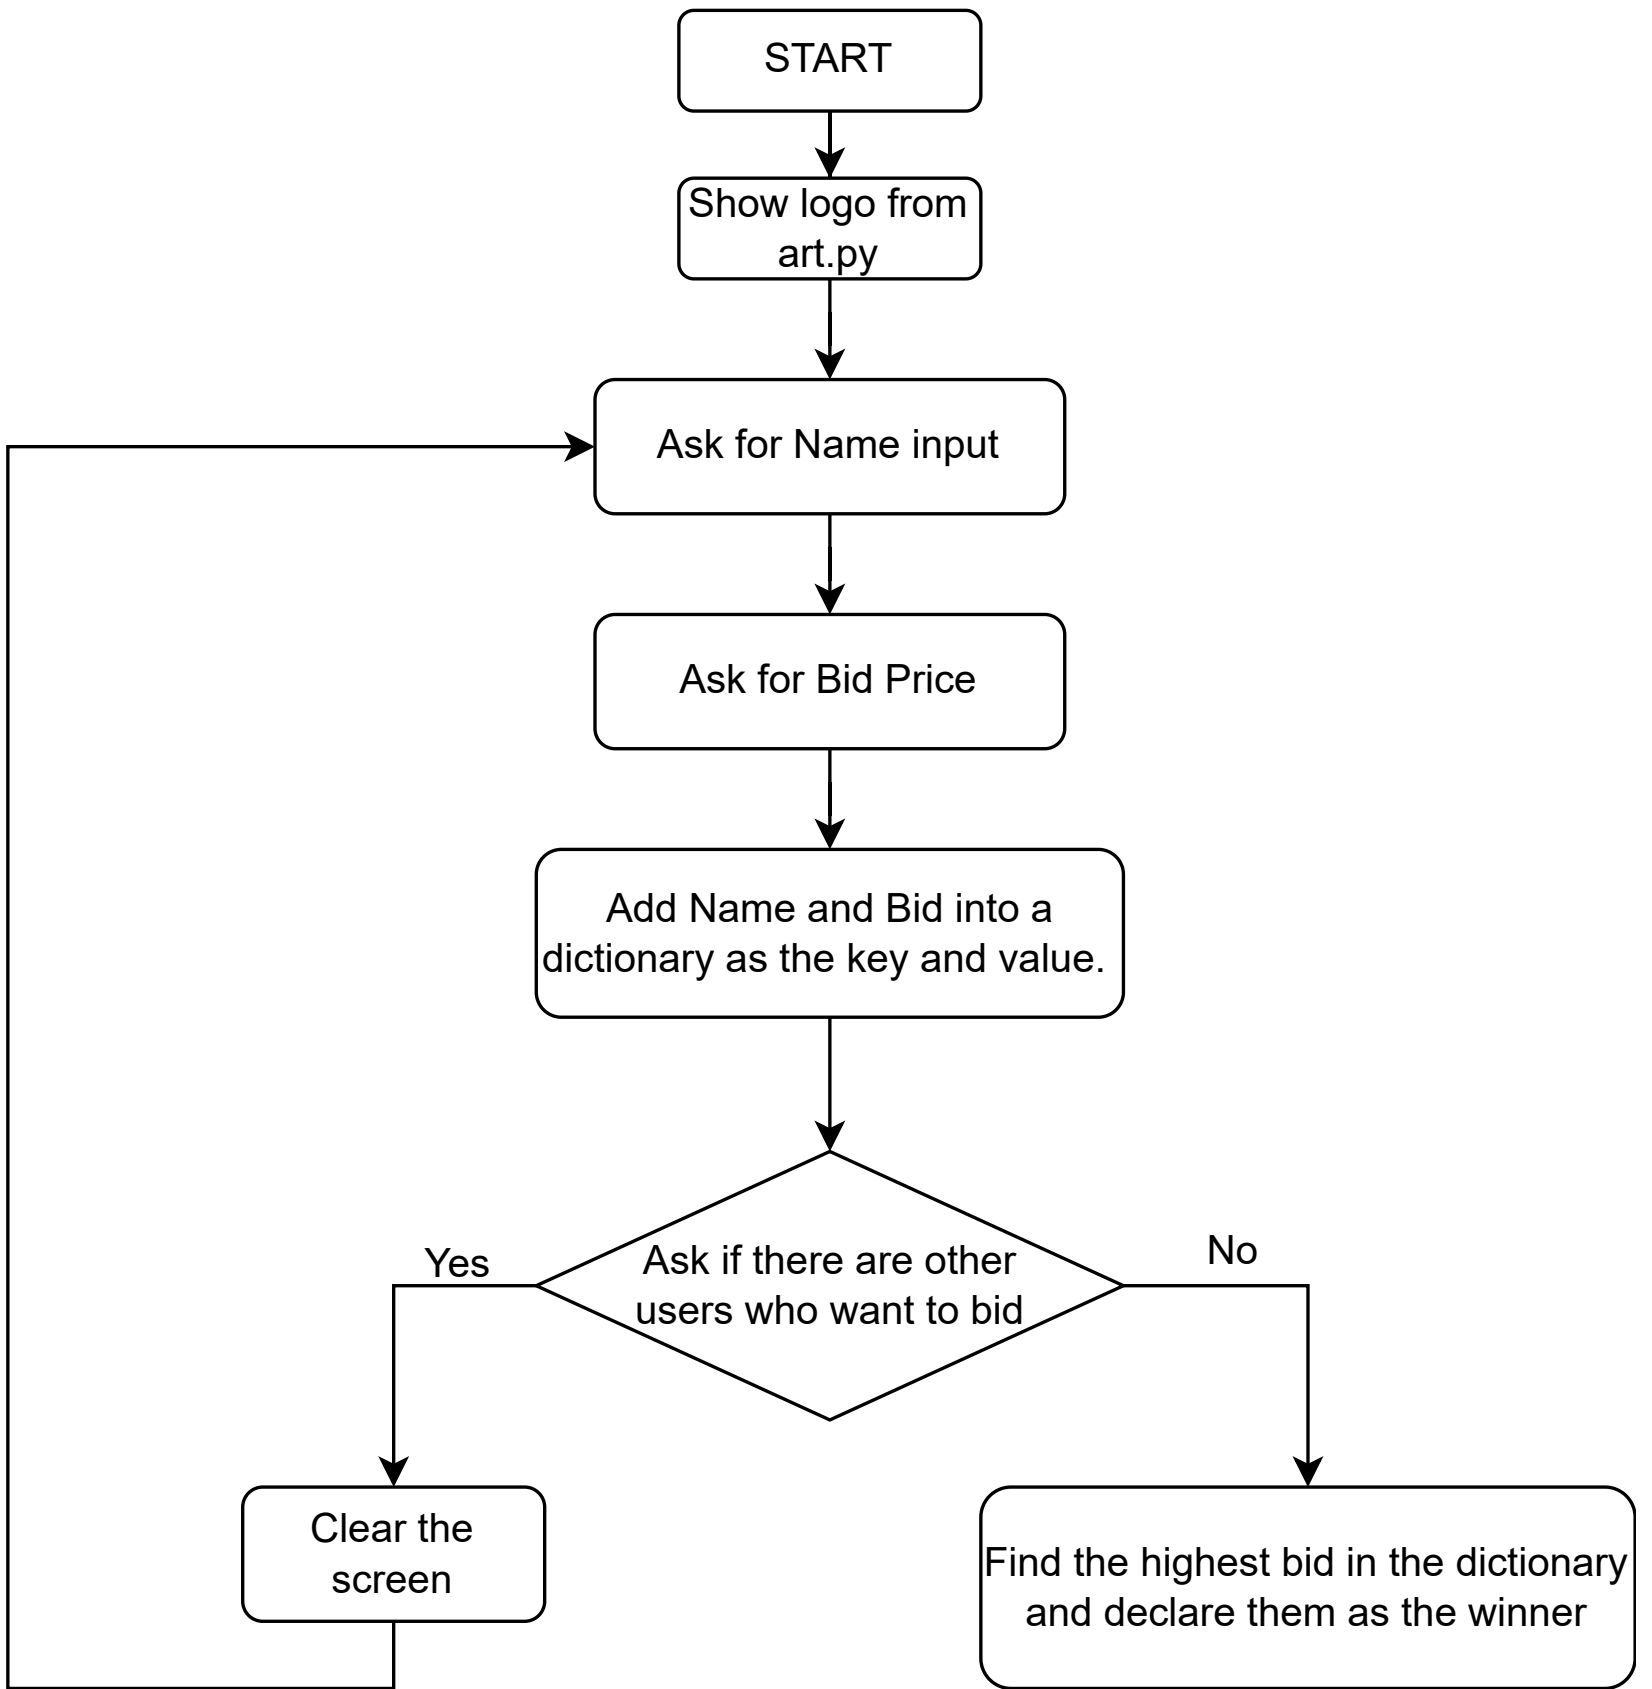 START
Show logo from
art.py
Ask for Name input
Ask for Bid Price
Add Name and Bid into a
dictionary as the key and value.
Ask if there are other
users who want to bid
Yes
No
Clear the
screen
Find the highest bid in the dictionary
and declare them as the winner